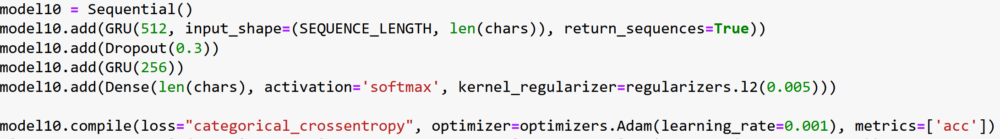 model10 = Sequential()
model10.add(GRU(512, input_shape=(SEQUENCE_LENGTH, len(chars)), return_sequences=True))
model10.add(Dropout(0.3))
model10.add(GRU(256))
model10.add(Dense(len(chars), activation='softmax', kernel_regularizer=regularizers.l2(0.005)))
model10.compile(loss="categorical_crossentropy", optimizer=optimizers.Adam(learning_rate=0.001), metrics=['acc'])